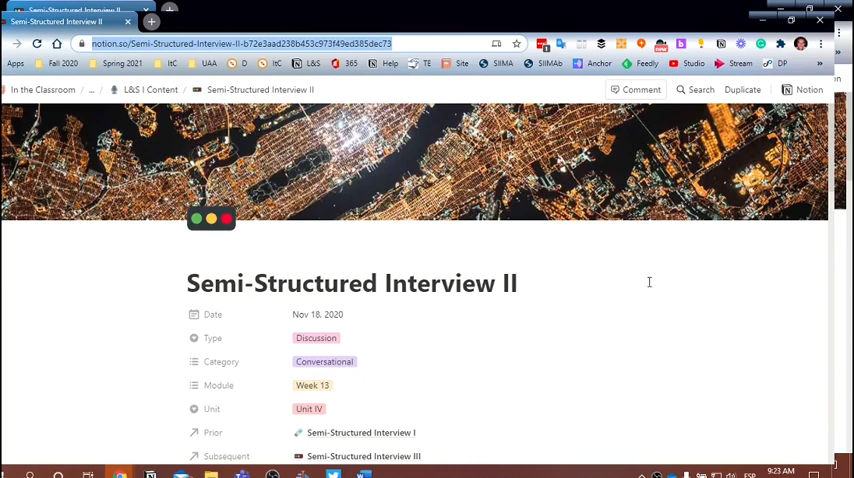 Semi-Structured Interview II
Semi-Structured Interview II
notion.so/Semi-Structured-Interview-II-b72e3aad238b453c973f49ed385dec73
Apps Fall 2020 Spring 2021 ItC UAA D ItC L&S 365 Help TE Site SIIMA SIIMAb Anchor Feedly Studio Stream DP
In the Classroom / ... / L&S I Content / Semi-Structured Interview II Comment Search Duplicate Notion
Semi-Structured Interview II
Date Nov 18, 2020
Type Discussion
Category Conversational
Module Week 13
Unit Unit IV
Prior Semi-Structured Interview I
Subsequent Semi-Structured Interview III
ESP 9:23 AM